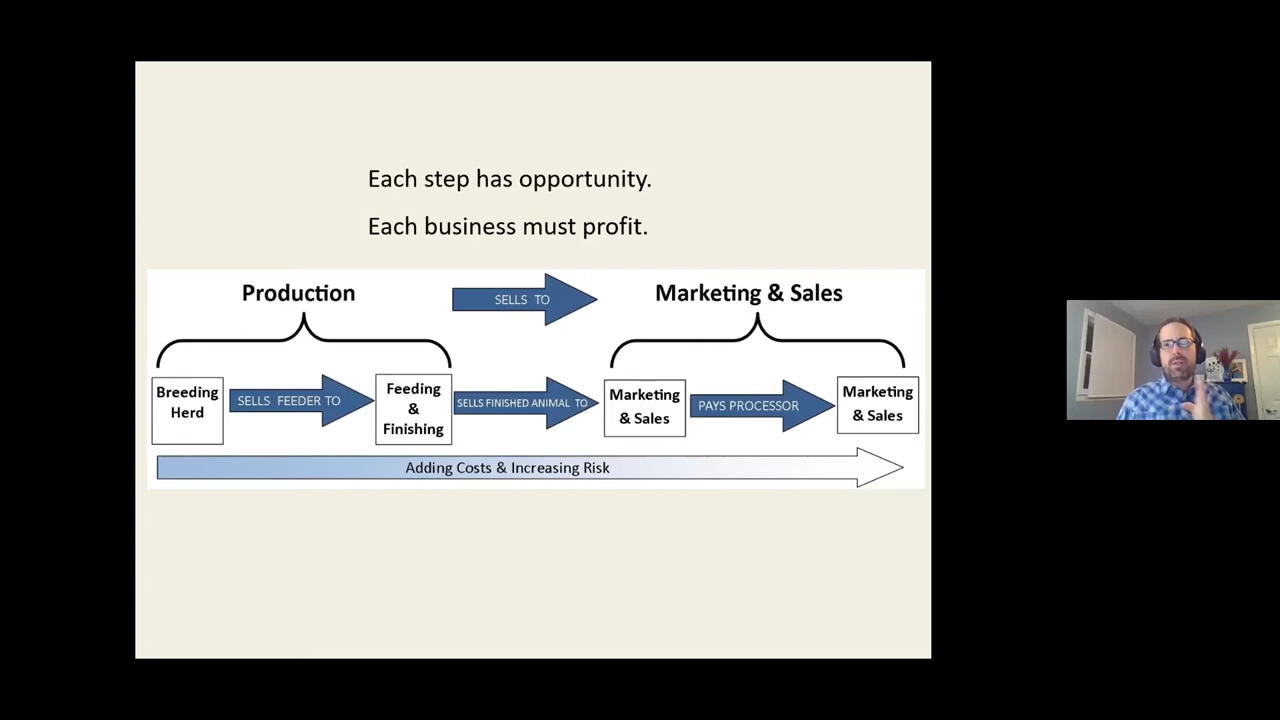 Each step has opportunity.
Each business must profit.
Production
SELLS TO
Marketing & Sales
Breeding
Herd
SELLS FEEDER TO
Feeding
&
Finishing
SELLS FINISHED ANIMAL TO
Marketing
& Sales
PAYS PROCESSOR
Marketing
& Sales
Adding Costs & Increasing Risk